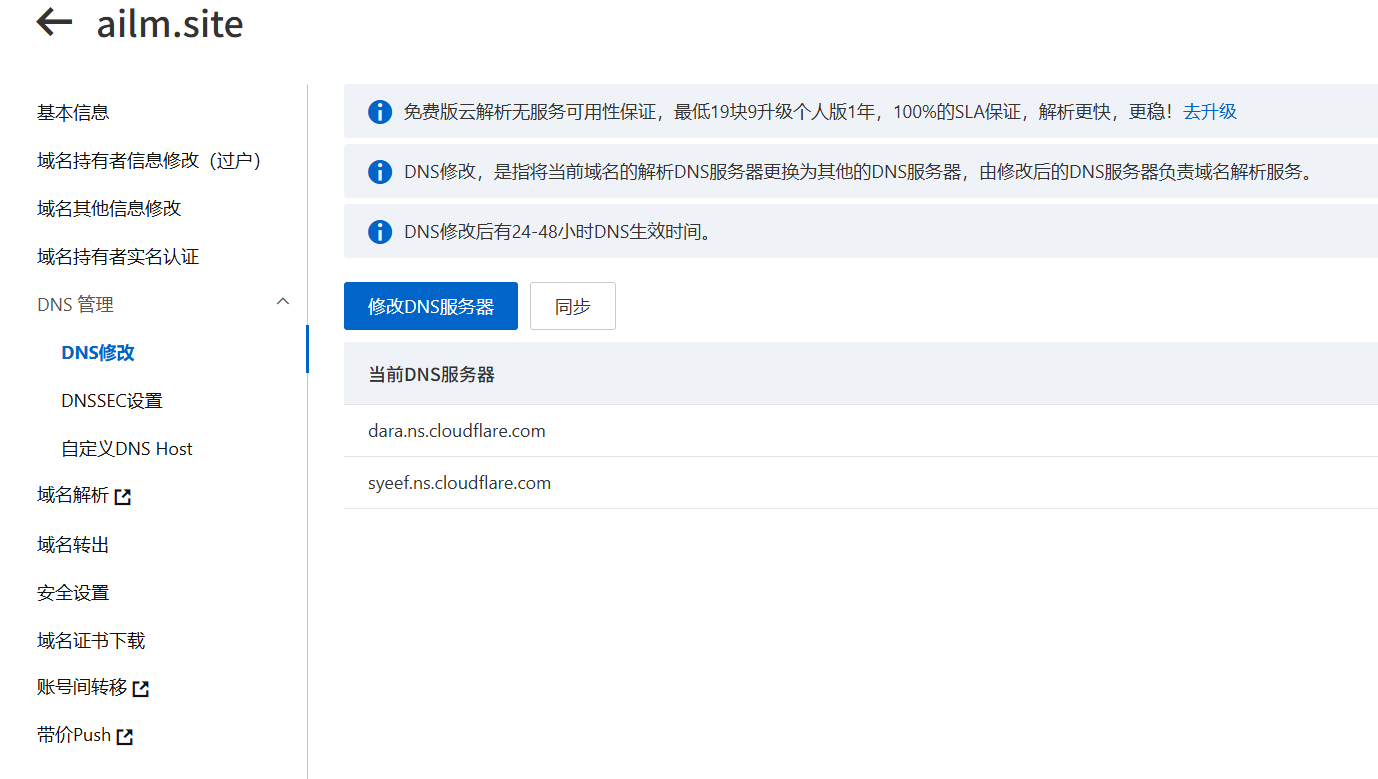 ailm.site
基本信息
域名持有者信息修改（过户）
域名其他信息修改
域名持有者实名认证
DNS 管理
DNS修改
DNSSEC设置
自定义DNS Host
域名解析
域名转出
安全设置
域名证书下载
账号间转移
带价Push
免费版云解析无服务可用性保证，最低19块9升级个人版1年，100%的SLA保证，解析更快，更稳！去升级
DNS修改，是指将当前域名的解析DNS服务器更换为其他的DNS服务器，由修改后的DNS服务器负责域名解析服务。
DNS修改后有24-48小时DNS生效时间。
修改DNS服务器
同步
当前DNS服务器
dara.ns.cloudflare.com
syeef.ns.cloudflare.com